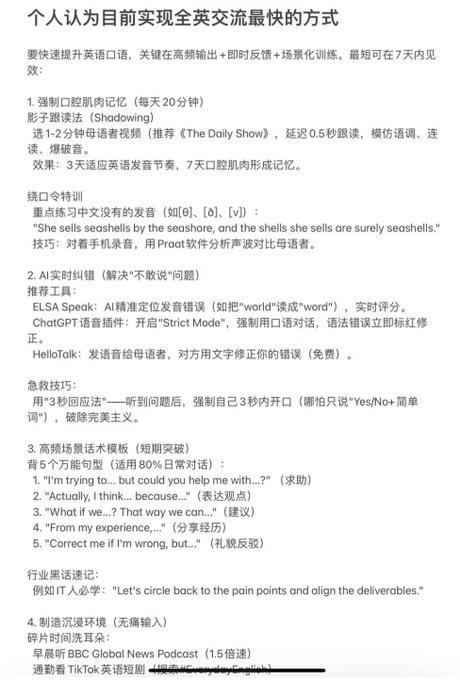 个人认为目前实现全英交流最快的方式
要快速提升英语口语，关键在高频输出+即时反馈+场景化训练。最短可在7天内见
效：
1. 强制口腔肌肉记忆（每天20分钟）
影子跟读法（Shadowing）
选1-2分钟母语者视频（推荐《The Daily Show》，延迟0.5秒跟读，模仿语调、连
读、爆破音。
效果：3天适应英语发音节奏，7天口腔肌肉形成记忆。
绕口令特训
重点练习中文没有的发音（如[θ]、[ð]、[v]）：
"She sells seashells by the seashore, and the shells she sells are surely seashells."
技巧：对着手机录音，用Praat软件分析声波对比母语者。
2. AI实时纠错（解决"不敢说"问题）
推荐工具：
ELSA Speak：AI精准定位发音错误（如把"world"读成"word"），实时评分。
ChatGPT语音插件：开启"Strict Mode"，强制用口语对话，语法错误立即标红修
正。
HelloTalk：发语音给母语者，对方用文字修正你的错误（免费）。
急救技巧：
用"3秒回应法"——听到问题后，强制自己3秒内开口（哪怕只说"Yes/No+简单
词"），破除完美主义。
3. 高频场景话术模板（短期突破）
背5个万能句型（适用80%日常对话）：
1. "I'm trying to... but could you help me with...?" （求助）
2. "Actually, I think... because..."（表达观点）
3. "What if we...? That way we can..."（建议）
4. "From my experience,..."（分享经历）
5. "Correct me if I'm wrong, but..." （礼貌反驳）
行业黑话速记：
例如IT人必学："Let's circle back to the pain points and align the deliverables."
4. 制造沉浸环境（无痛输入）
碎片时间洗耳朵：
早晨听BBC Global News Podcast（1.5倍速）
通勤看TikTok英语短剧（搜索#EverydayEnglish）